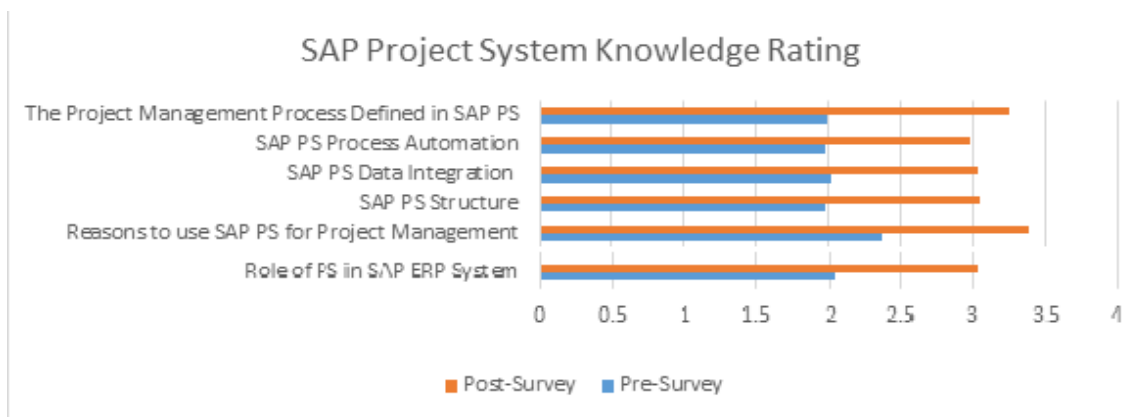 SAP Project System Knowledge Rating
The Project Management Process Defined in SAP PS
SAP PS Process Automation
SAP PS Data Integration
SAP PS Structure
Reasons to use SAP PS for Project Management
Role of PS in SAP ERP System
0 0.5 1 1.5 2 2.5 3 3.5 4
Post-Survey Pre-Survey